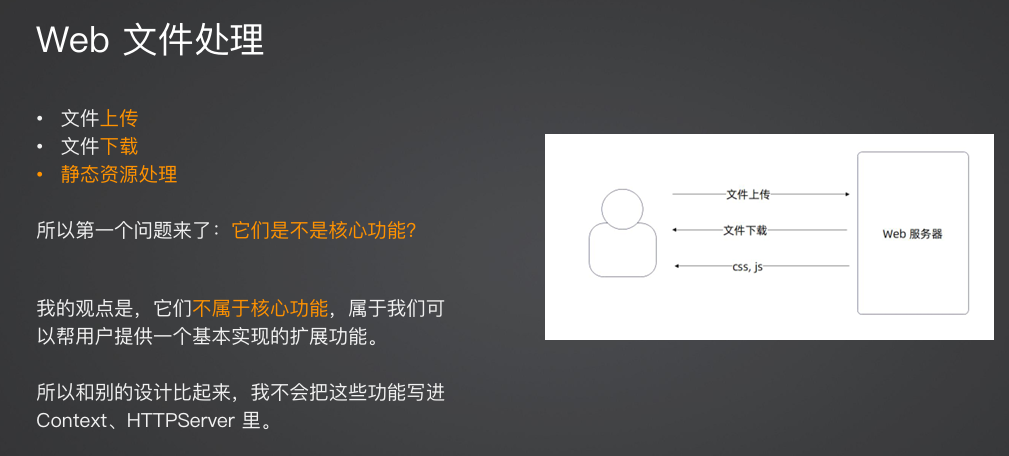 Web 文件处理
• 文件上传
• 文件下载
• 静态资源处理
所以第一个问题来了：它们是不是核心功能？
我的观点是，它们不属于核心功能，属于我们可
以帮用户提供一个基本实现的扩展功能。
所以和别的设计比起来，我不会把这些功能写进
Context、HTTPServer 里。
文件上传
文件下载
css, js
Web 服务器